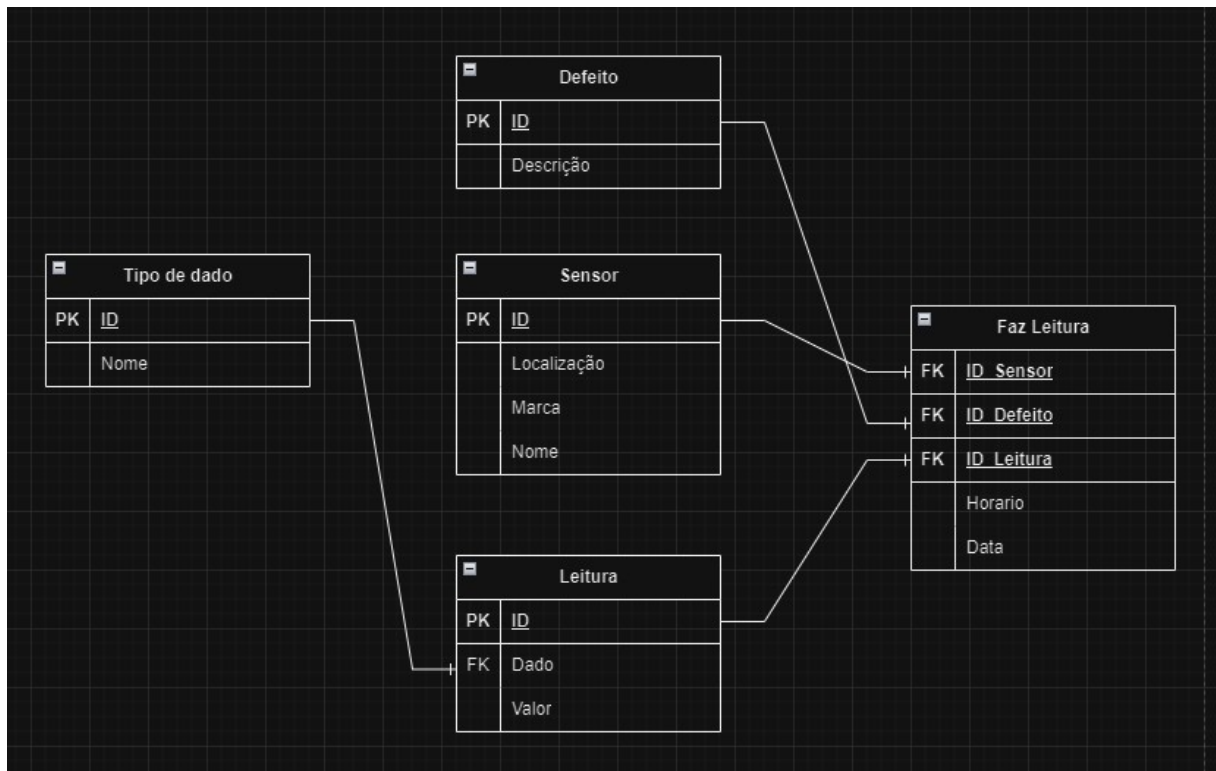 Defeito
PK ID
Descrição
Tipo de dado
PK ID
Nome
Sensor
PK ID
Localização
Marca
Nome
Faz Leitura
FK ID_Sensor
FK ID_Defeito
FK ID_Leitura
Horario
Data
Leitura
PK ID
FK Dado
Valor